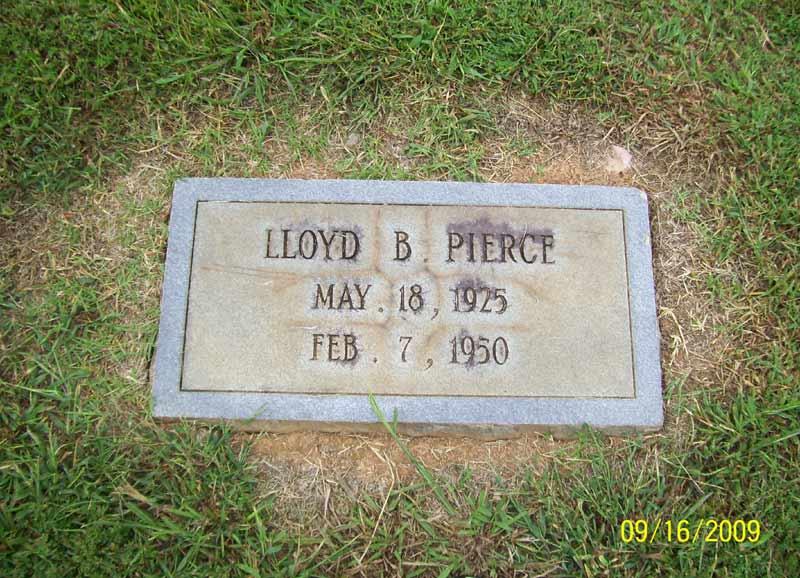 LLOYD B. PIERCE
MAY. 18, 1925
FEB. 7, 1950
09/16/2009